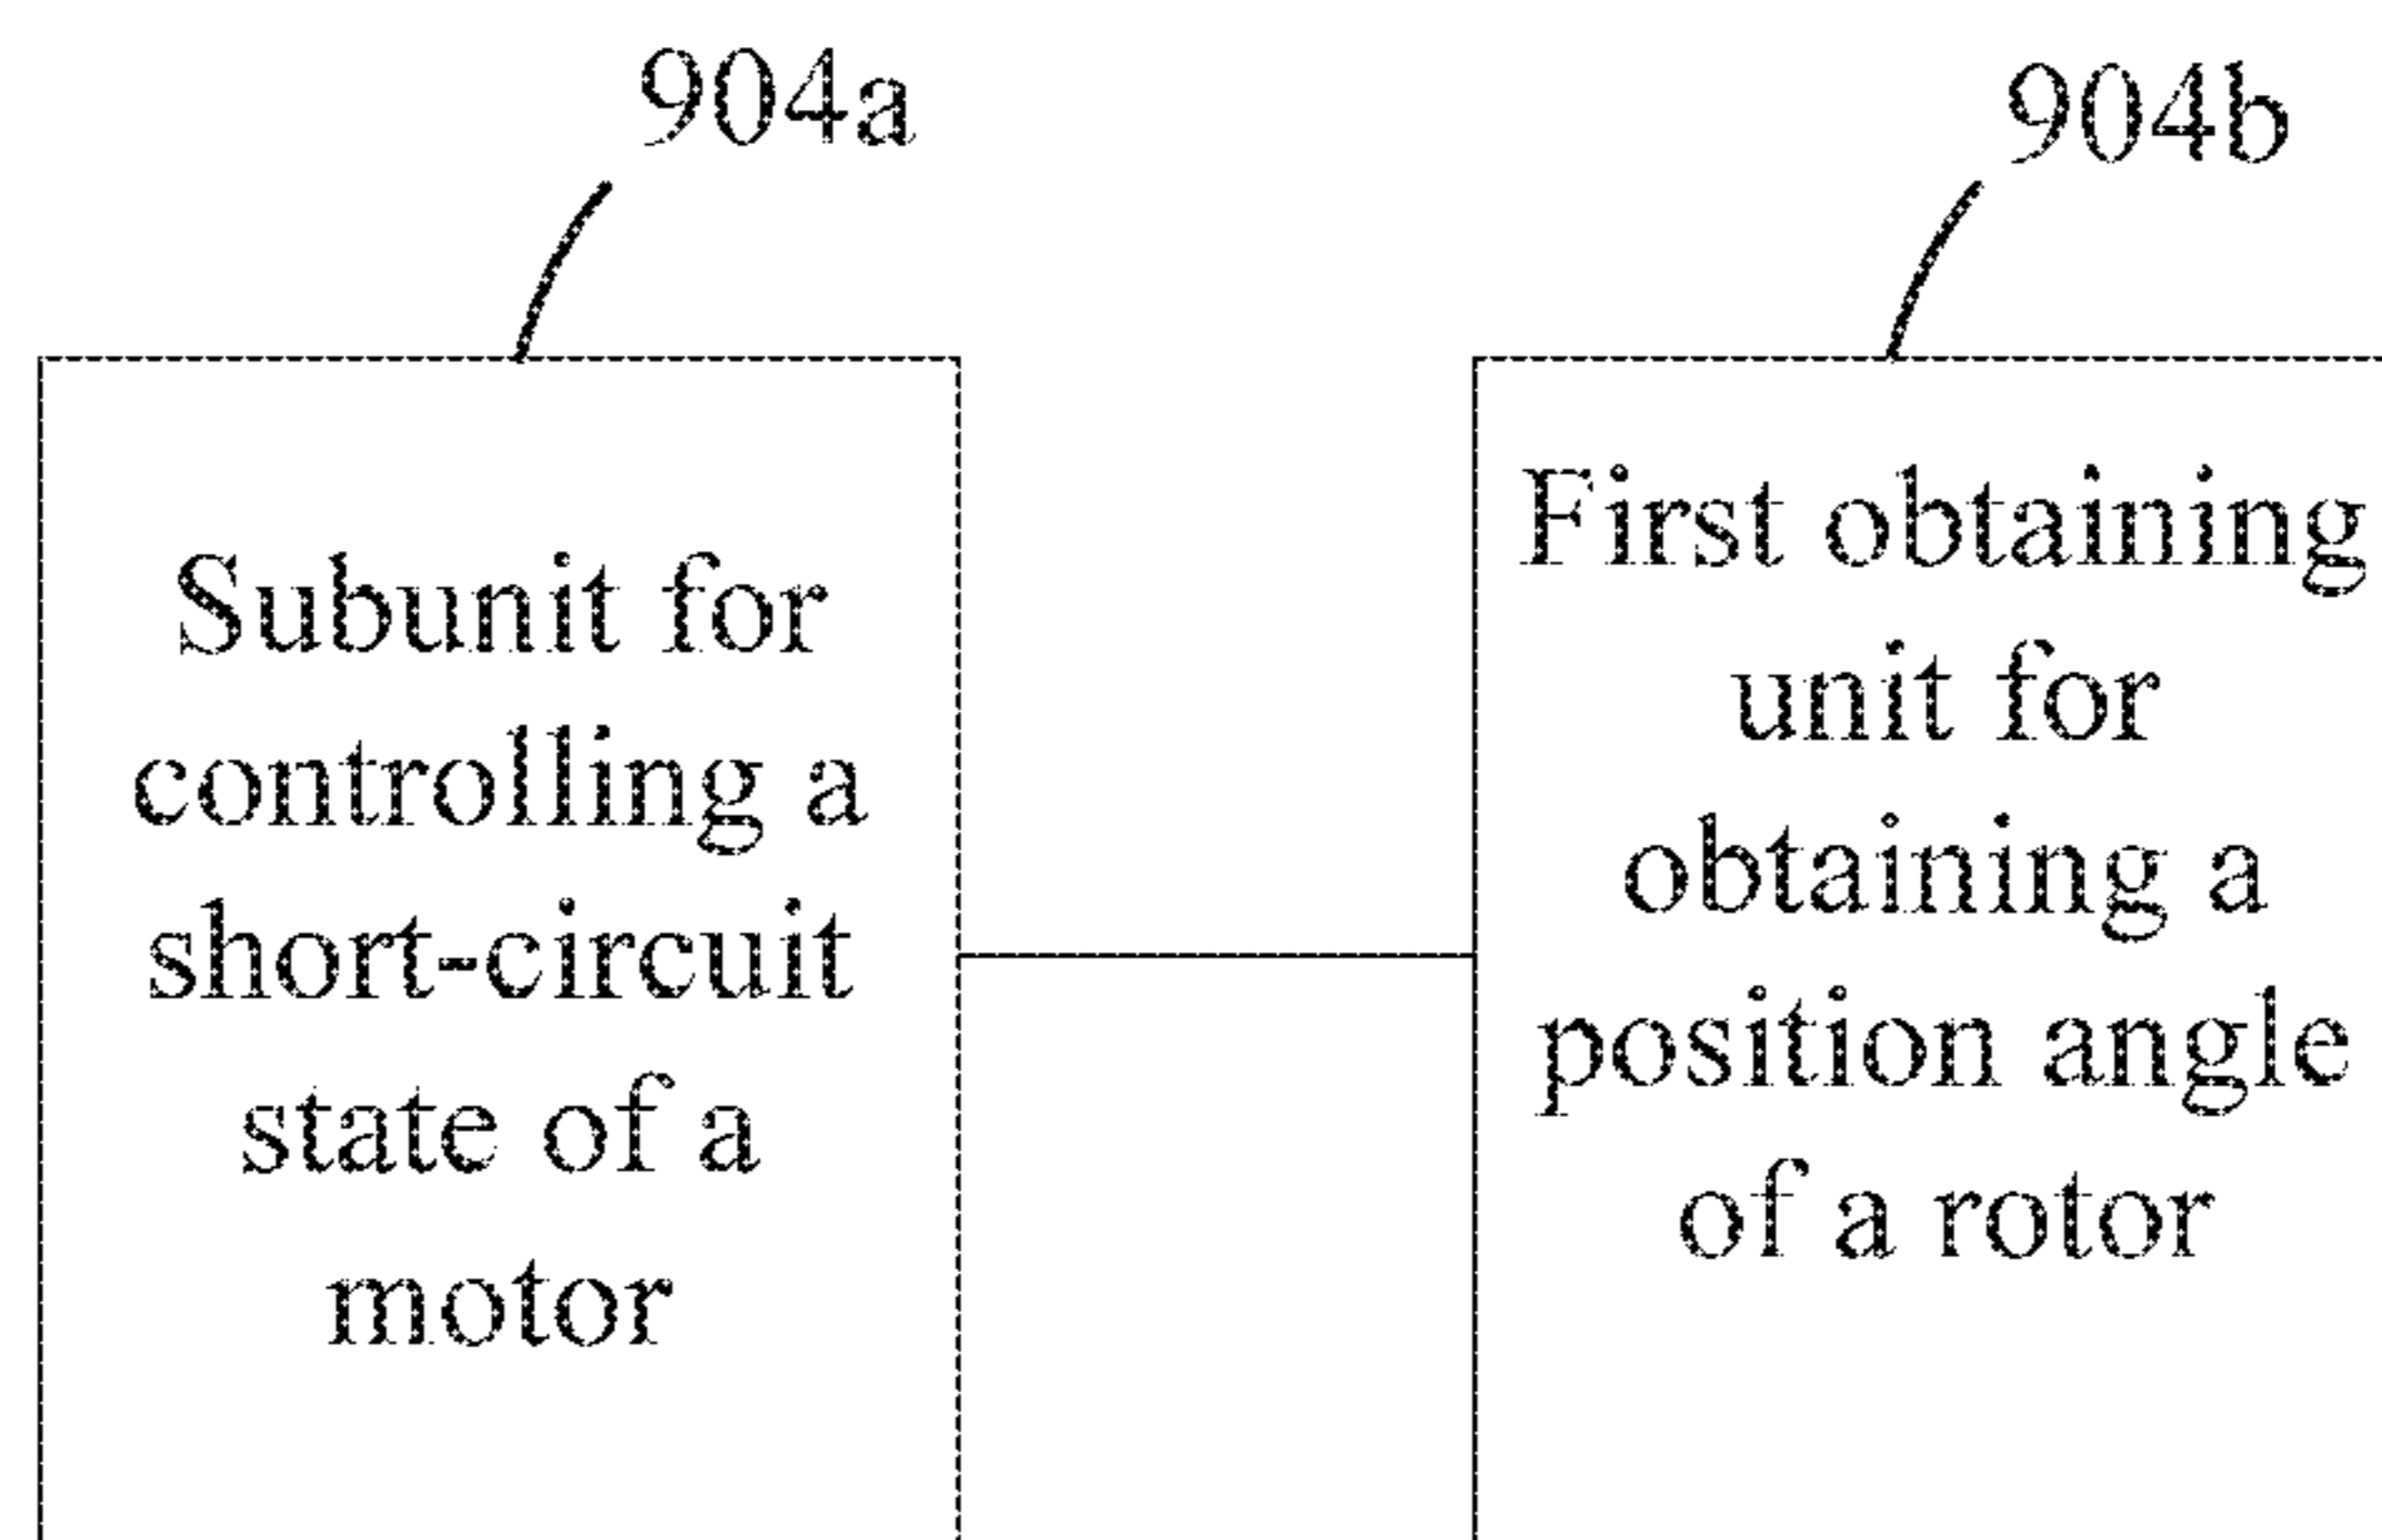 904a
904b
Subunit for
controlling a
short-circuit
state of a
motor
First obtaining
unit for
obtaining a
position angle
of a rotor